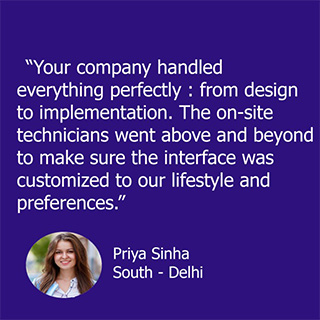 “Your company handled
everything perfectly : from design
to implementation. The on-site
technicians went above and beyond
to make sure the interface was
customized to our lifestyle and
preferences.”
Priya Sinha
South - Delhi